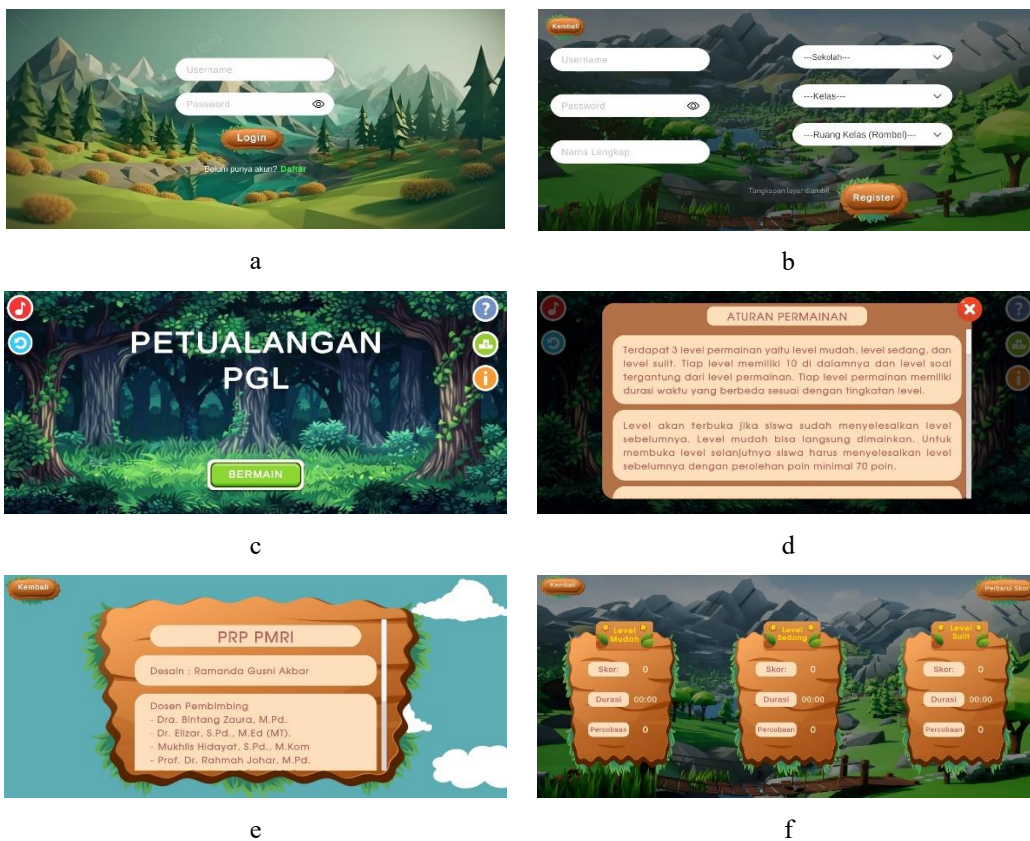 Username
Password
Login
Belum punya akun? Daftar
a
Kembali
Username
Password
Nama Lengkap
---Sekolah---
---Kelas---
---Ruang Kelas (Rombel)---
Tangkapan layar diambil
Register
b
PETUALANGAN
PGL
BERMAIN
c
ATURAN PERMAINAN
Terdapat 3 level permainan yaitu level mudah, level sedang, dan
level sulit. Tiap level memiliki 10 di dalamnya dan level soal
tergantung dari level permainan. Tiap level permainan memiliki
durasi waktu yang berbeda sesuai dengan tingkatan level.
Level akan terbuka jika siswa sudah menyelesaikan level
sebelumnya. Level mudah bisa langsung dimainkan. Untuk
membuka level selanjutnya siswa harus menyelesaikan level
sebelumnya dengan perolehan poin minimal 70 poin.
d
Kembali
PRP PMRI
Desain : Ramanda Gusni Akbar
Dosen Pembimbing
- Dra. Bintang Zaura, M.Pd.
- Dr. Elizar, S.Pd., M.Ed (MT).
- Mukhlis Hidayat, S.Pd., M.Kom
- Prof. Dr. Rahmah Johar, M.Pd.
e
Kembali
Perbarui Skor
Level
Mudah
Skor: 0
Durasi 00:00
Percobaan 0
Level
Sedang
Skor: 0
Durasi 00:00
Percobaan 0
Level
Sulit
Skor: 0
Durasi 00:00
Percobaan 0
f